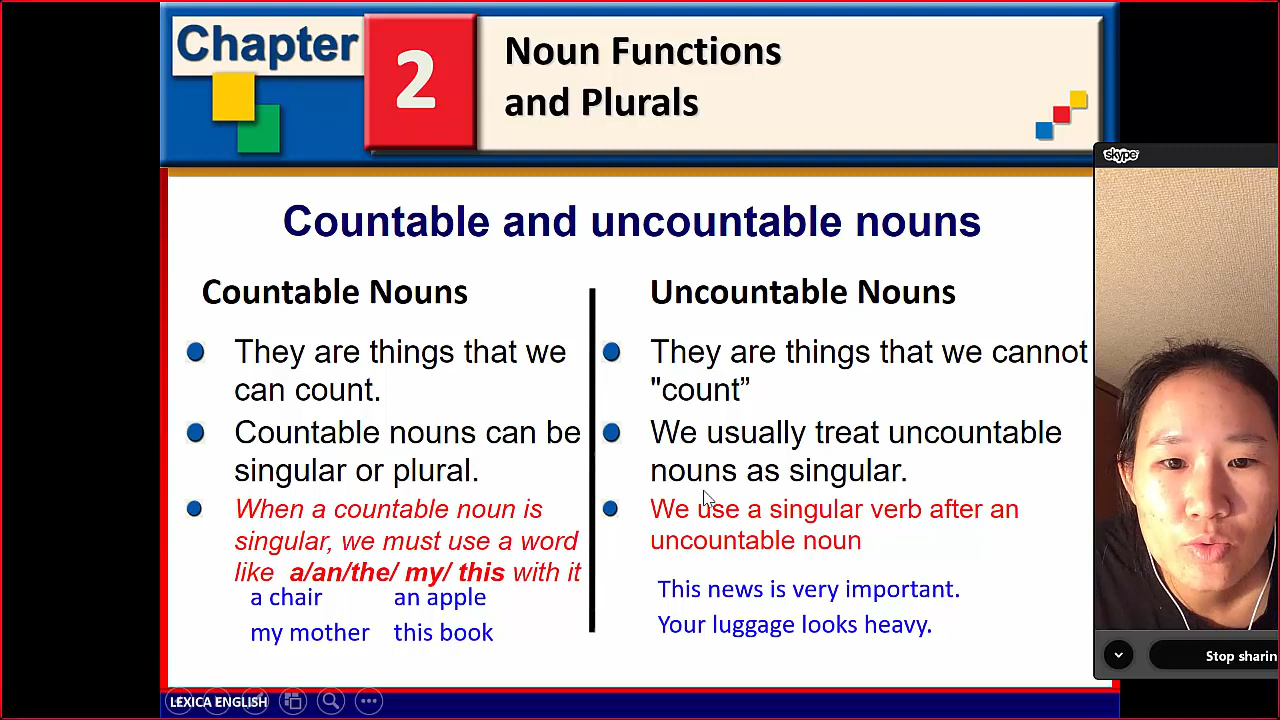 Chapter
2
Noun Functions
and Plurals
skype
Countable and uncountable nouns
Countable Nouns
They are things that we
can count.
Countable nouns can be
singular or plural.
When a countable noun is
singular, we must use a word
like a/an/the/ my/ this with it
a chair an apple
my mother this book
Uncountable Nouns
They are things that we cannot
"count”
We usually treat uncountable
nouns as singular.
We use a singular verb after an
uncountable noun
This news is very important.
Your luggage looks heavy.
Stop sharin
LEXICA ENGLISH